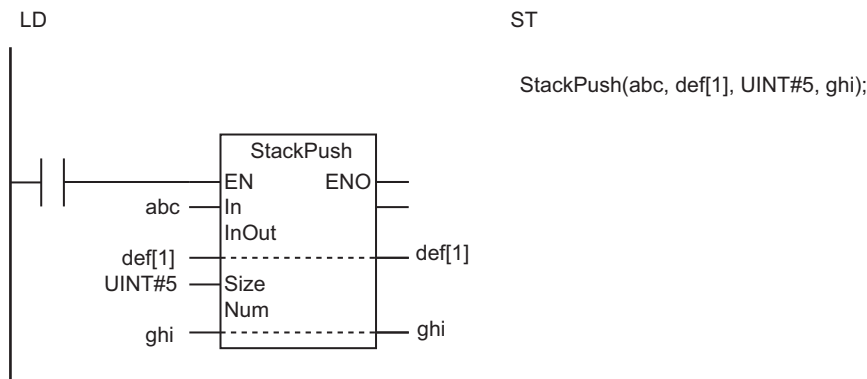 LD
ST
StackPush(abc, def[1], UINT#5, ghi);
StackPush
EN ENO
abc In
InOut
def[1] def[1]
UINT#5 Size
Num
ghi ghi